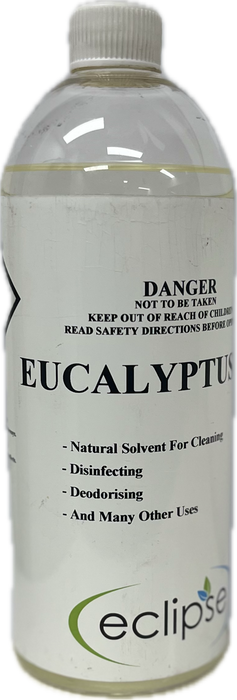 DANGER
NOT TO BE TAKEN
KEEP OUT OF REACH OF
READ SAFETY DIRECTIONS BEFORE
EUCALYPTUS
- Natural Solvent For Cleaning
- Disinfecting
- Deodorising
- And Many Other Uses
eclipse